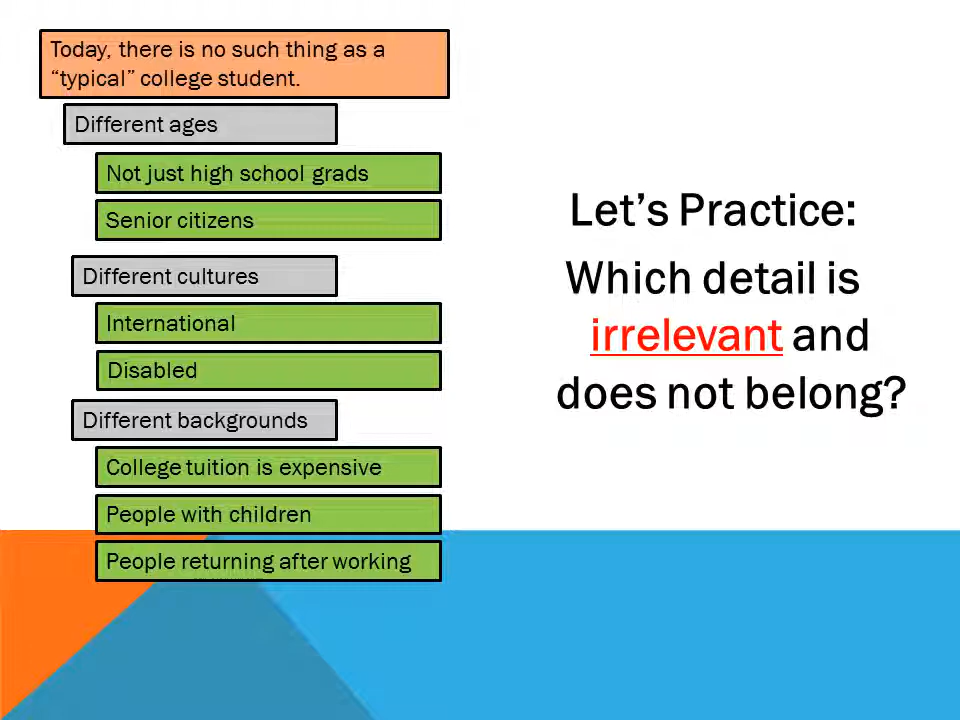 Today, there is no such thing as a
“typical” college student.
Different ages
Not just high school grads
Senior citizens
Different cultures
International
Disabled
Different backgrounds
College tuition is expensive
People with children
People returning after working
Let’s Practice:
Which detail is
irrelevant and
does not belong?